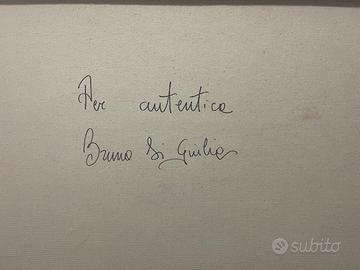 Per autentica
Bruno Di Giulio
subito